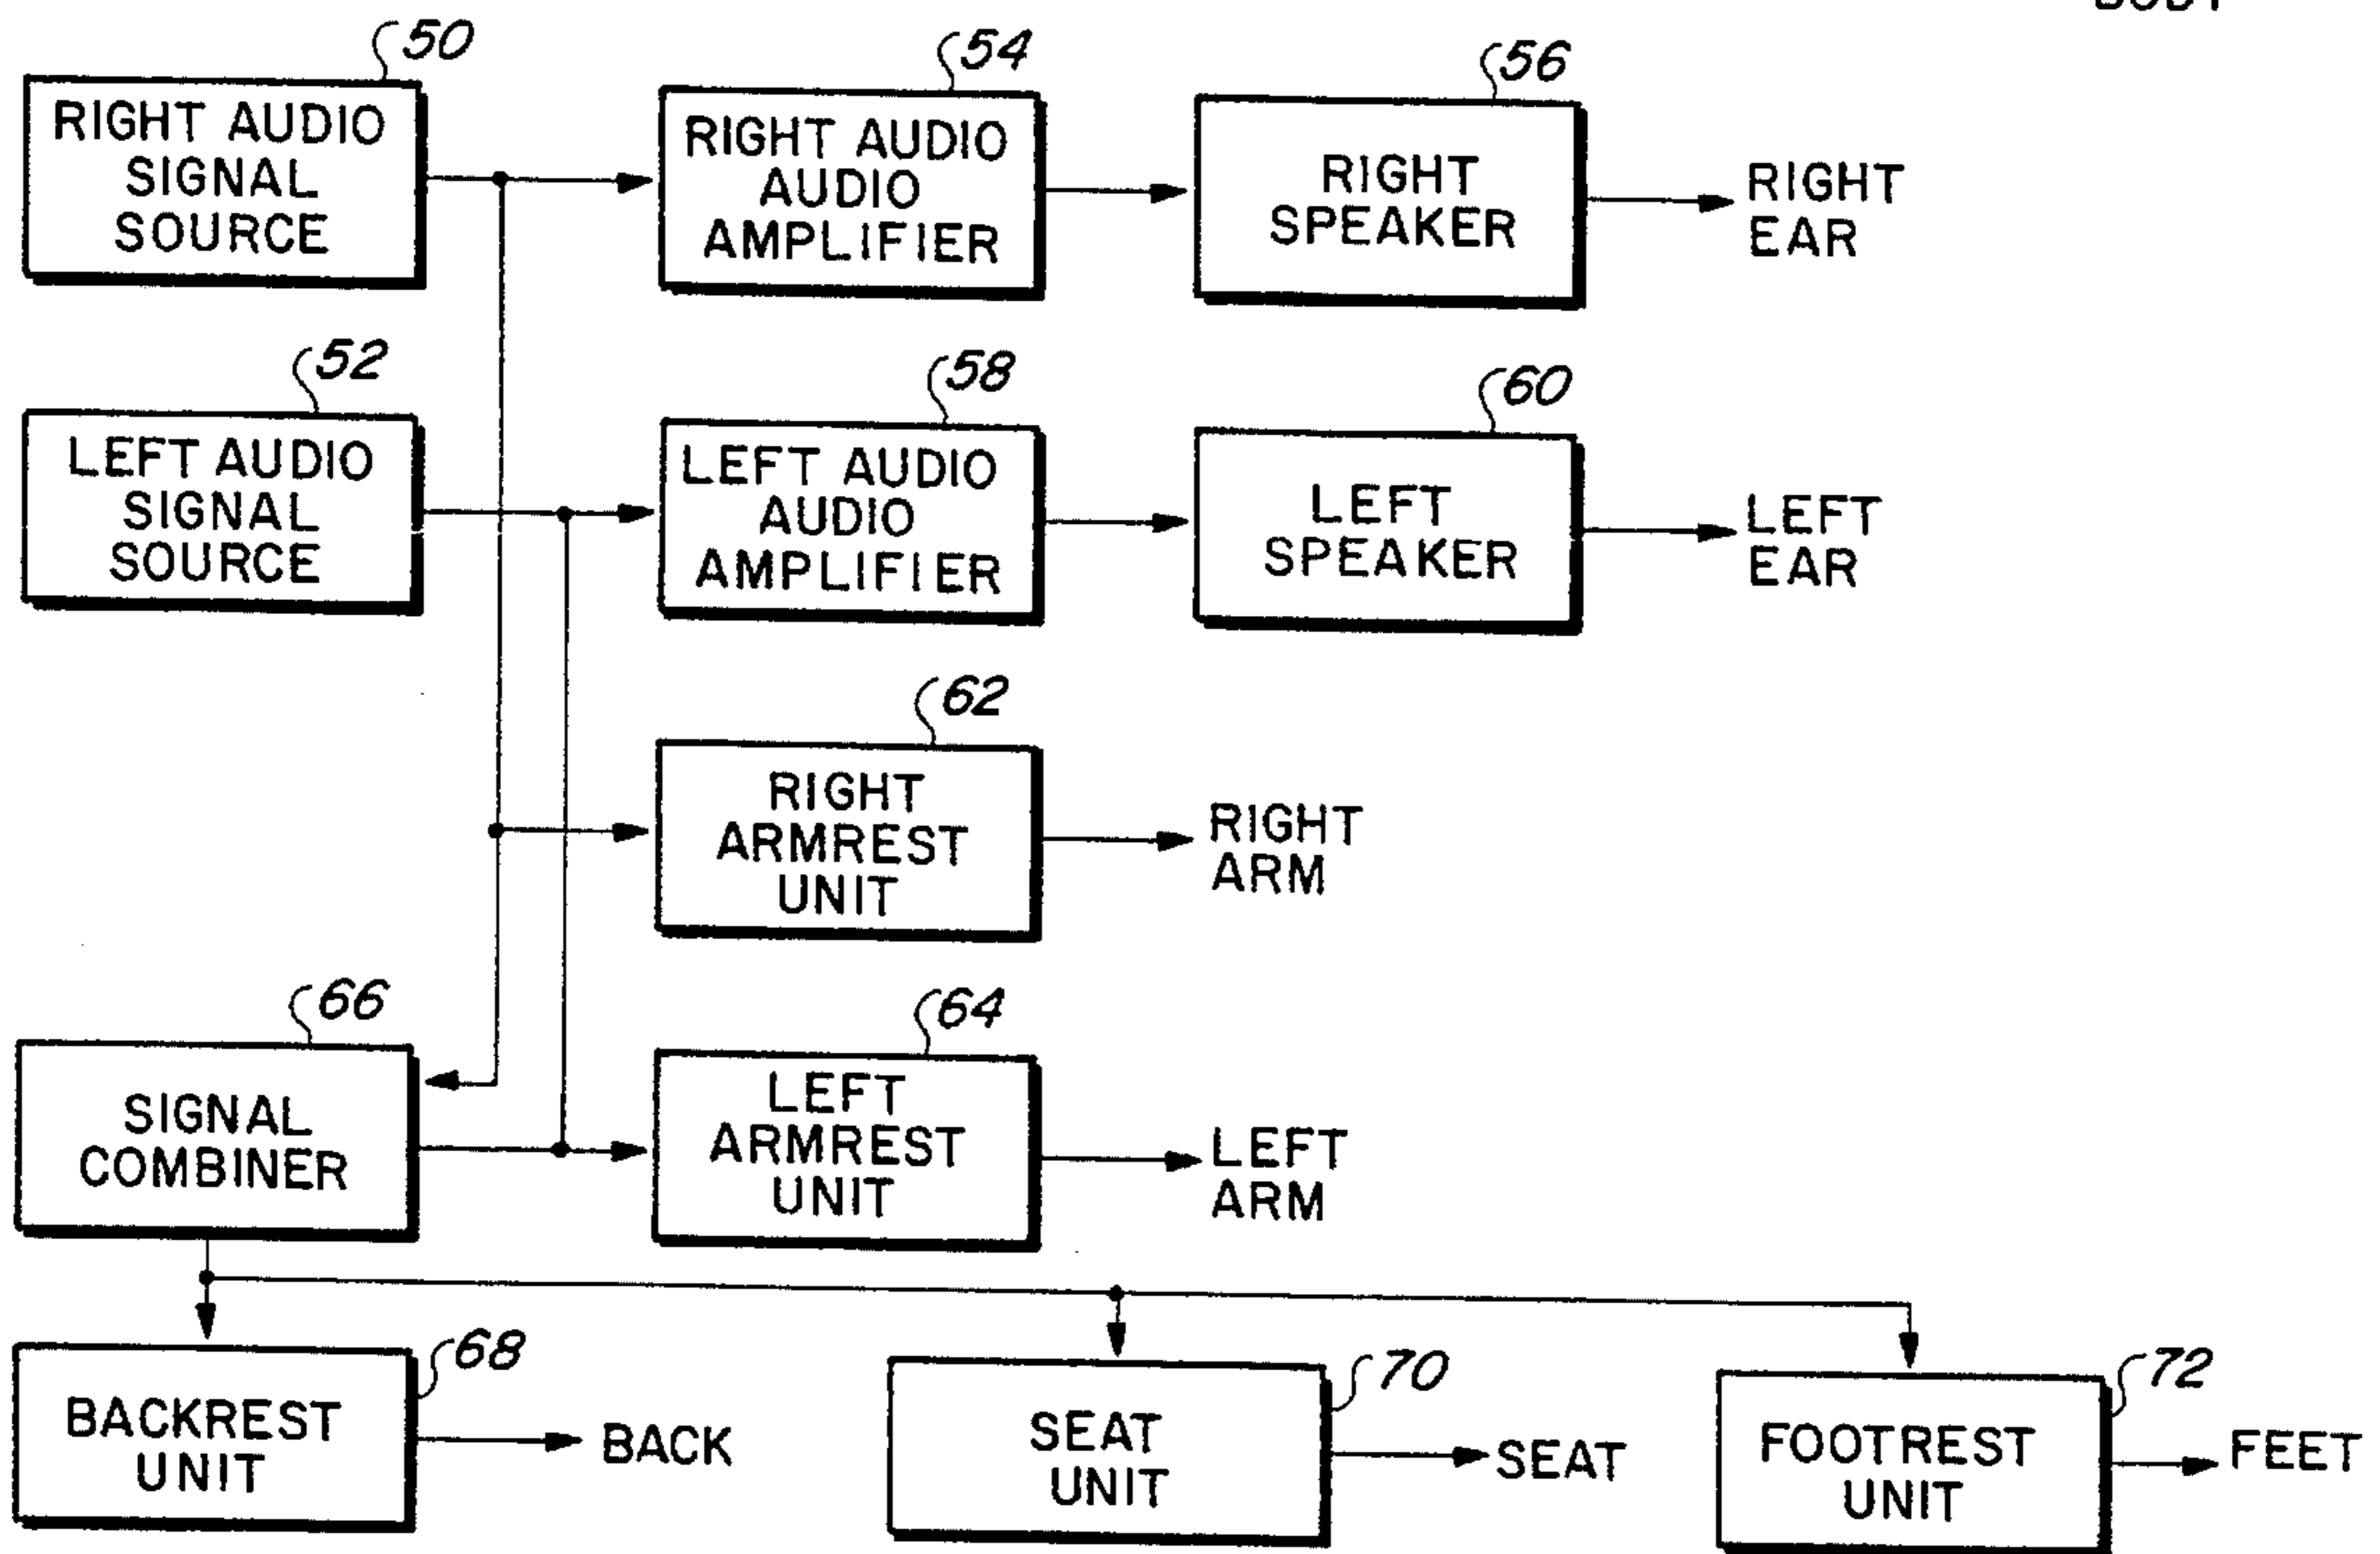 50
RIGHT AUDIO
SIGNAL
SOURCE
54
RIGHT AUDIO
AUDIO
AMPLIFIER
56
RIGHT
SPEAKER
RIGHT
EAR
52
LEFT AUDIO
SIGNAL
SOURCE
58
LEFT AUDIO
AUDIO
AMPLIFIER
60
LEFT
SPEAKER
LEFT
EAR
62
RIGHT
ARMREST
UNIT
RIGHT
ARM
66
SIGNAL
COMBINER
64
LEFT
ARMREST
UNIT
LEFT
ARM
68
BACKREST
UNIT
BACK
70
SEAT
UNIT
SEAT
72
FOOTREST
UNIT
FEET